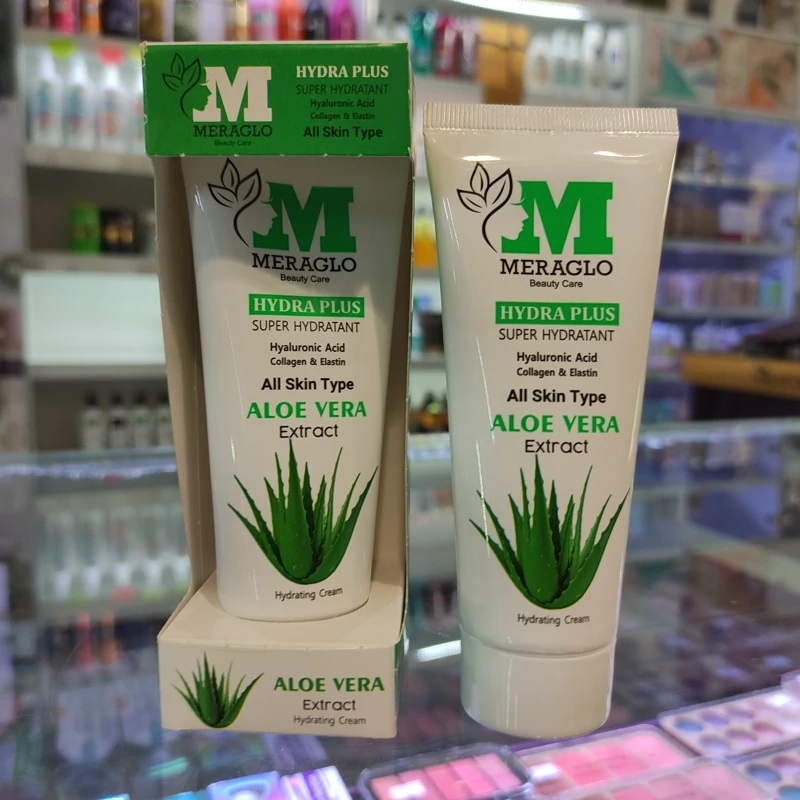 M
MERAGLO
Beauty Care
HYDRA PLUS
SUPER HYDRATANT
Hyaluronic Acid
Collagen & Elastin
All Skin Type
M
MERAGLO
Beauty Care
HYDRA PLUS
SUPER HYDRATANT
Hyaluronic Acid
Collagen & Elastin
All Skin Type
ALOE VERA
Extract
Hydrating Cream
ALOE VERA
Extract
Hydrating Cream
M
MERAGLO
Beauty Care
HYDRA PLUS
SUPER HYDRATANT
Hyaluronic Acid
Collagen & Elastin
All Skin Type
ALOE VERA
Extract
Hydrating Cream